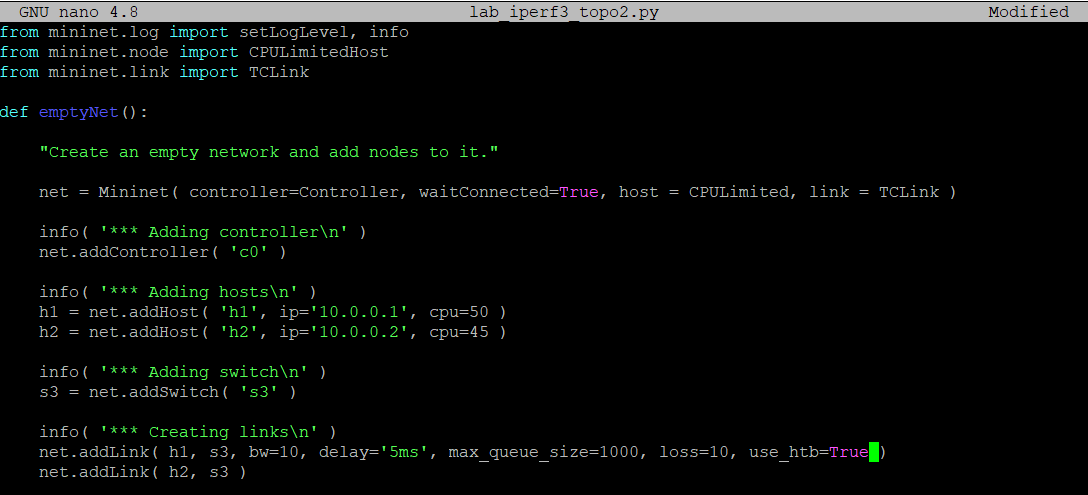 GNU nano 4.8 lab_iperf3_topo2.py Modified
from mininet.log import setLogLevel, info
from mininet.node import CPULimitedHost
from mininet.link import TCLink
def emptyNet():
"Create an empty network and add nodes to it."
net = Mininet( controller=Controller, waitConnected=True, host = CPULimited, link = TCLink )
info( '*** Adding controller\n' )
net.addController( 'c0' )
info( '*** Adding hosts\n' )
h1 = net.addHost( 'h1', ip='10.0.0.1', cpu=50 )
h2 = net.addHost( 'h2', ip='10.0.0.2', cpu=45 )
info( '*** Adding switch\n' )
s3 = net.addSwitch( 's3' )
info( '*** Creating links\n' )
net.addLink( h1, s3, bw=10, delay='5ms', max_queue_size=1000, loss=10, use_htb=True )
net.addLink( h2, s3 )